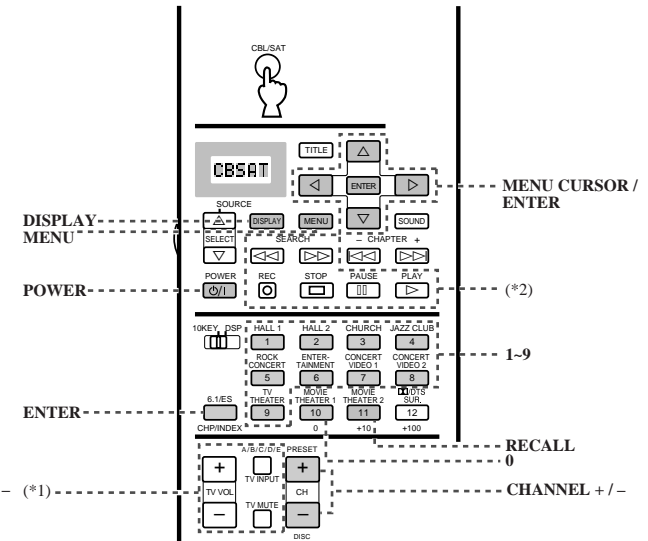 CBL/SAT
CBSAT
TITLE
ENTER
MENU CURSOR /
ENTER
SOURCE
DISPLAY
MENU
DISPLAY
MENU
SOUND
SELECT
SEARCH
– CHAPTER +
POWER
POWER
REC
STOP
PAUSE
PLAY
(*2)
10KEY DSP
HALL 1
HALL 2
CHURCH
JAZZ CLUB
1
2
3
4
ROCK
CONCERT
ENTER-
TAINMENT
CONCERT
VIDEO 1
CONCERT
VIDEO 2
1~9
5
6
7
8
6.1/ES
TV
THEATER
MOVIE
THEATER 1
MOVIE
THEATER 2
/DTS
SUR.
ENTER
9
10
11
12
CHP/INDEX
0
+10
+100
RECALL
0
A/B/C/D/E
PRESET
+
TV INPUT
+
– (*1)
TV VOL
CH
CHANNEL + / –
TV MUTE
–
–
DISC